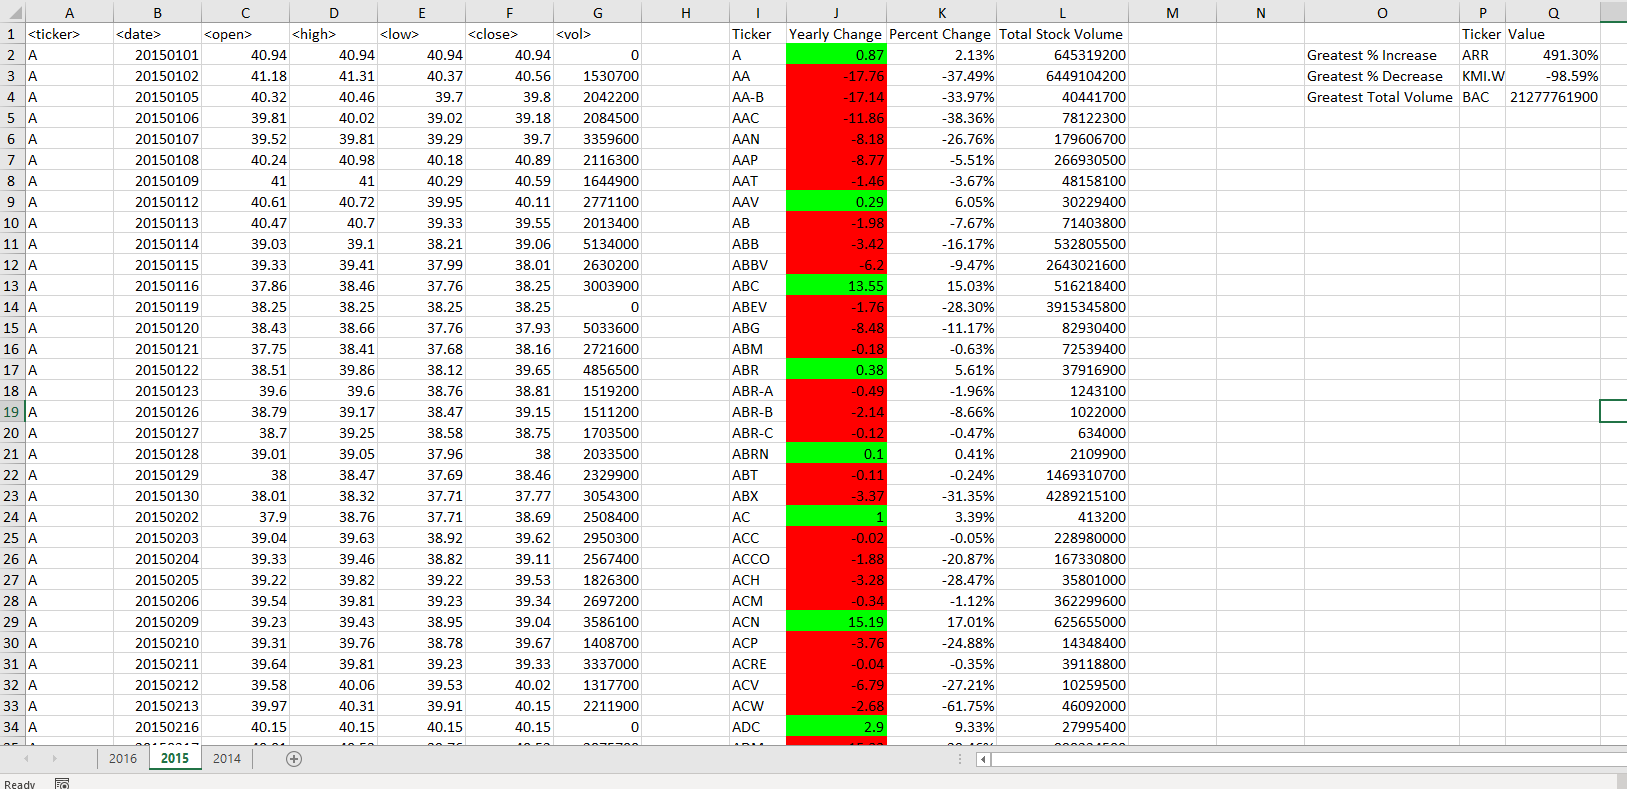 A B C D E F G H I J K L M N O P Q
1 <ticker> <date> <open> <high> <low> <close> <vol> Ticker Yearly Change Percent Change Total Stock Volume Ticker Value
2 A 20150101 40.94 40.94 40.94 40.94 0 A 0.87 2.13% 645319200 Greatest % Increase ARR 491.30%
3 A 20150102 41.18 41.31 40.37 40.56 1530700 AA -17.76 -37.49% 6449104200 Greatest % Decrease KMI.W -98.59%
4 A 20150105 40.32 40.46 39.7 39.8 2042200 AA-B -17.14 -33.97% 40441700 Greatest Total Volume BAC 21277761900
5 A 20150106 39.81 40.02 39.02 39.18 2084500 AAC -11.86 -38.36% 78122300
6 A 20150107 39.52 39.81 39.29 39.7 3359600 AAN -8.18 -26.76% 179606700
7 A 20150108 40.24 40.98 40.18 40.89 2116300 AAP -8.77 -5.51% 266930500
8 A 20150109 41 41 40.29 40.59 1644900 AAT -1.46 -3.67% 48158100
9 A 20150112 40.61 40.72 39.95 40.11 2771100 AAV 0.29 6.05% 30229400
10 A 20150113 40.47 40.7 39.33 39.55 2013400 AB -1.98 -7.67% 71403800
11 A 20150114 39.03 39.1 38.21 39.06 5134000 ABB -3.42 -16.17% 532805500
12 A 20150115 39.33 39.41 37.99 38.01 2630200 ABBV -6.2 -9.47% 2643021600
13 A 20150116 37.86 38.46 37.76 38.25 3003900 ABC 13.55 15.03% 516218400
14 A 20150119 38.25 38.25 38.25 38.25 0 ABEV -1.76 -28.30% 3915345800
15 A 20150120 38.43 38.66 37.76 37.93 5033600 ABG -8.48 -11.17% 82930400
16 A 20150121 37.75 38.41 37.68 38.16 2721600 ABM -0.18 -0.63% 72539400
17 A 20150122 38.51 39.86 38.12 39.65 4856500 ABR 0.38 5.61% 37916900
18 A 20150123 39.6 39.6 38.76 38.81 1519200 ABR-A -0.49 -1.96% 1243100
19 A 20150126 38.79 39.17 38.47 39.15 1511200 ABR-B -2.14 -8.66% 1022000
20 A 20150127 38.7 39.25 38.58 38.75 1703500 ABR-C -0.12 -0.47% 634000
21 A 20150128 39.01 39.05 37.96 38 2033500 ABRN 0.1 0.41% 2109900
22 A 20150129 38 38.47 37.69 38.46 2329900 ABT -0.11 -0.24% 1469310700
23 A 20150130 38.01 38.32 37.71 37.77 3054300 ABX -3.37 -31.35% 4289215100
24 A 20150202 37.9 38.76 37.71 38.69 2508400 AC 1 3.39% 413200
25 A 20150203 39.04 39.63 38.92 39.62 2950300 ACC -0.02 -0.05% 228980000
26 A 20150204 39.33 39.46 38.82 39.11 2567400 ACCO -1.88 -20.87% 167330800
27 A 20150205 39.22 39.82 39.22 39.53 1826300 ACH -3.28 -28.47% 35801000
28 A 20150206 39.54 39.81 39.23 39.34 2697200 ACM -0.34 -1.12% 362299600
29 A 20150209 39.23 39.43 38.95 39.04 3586100 ACN 15.19 17.01% 625655000
30 A 20150210 39.31 39.76 38.78 39.67 1408700 ACP -3.76 -24.88% 14348400
31 A 20150211 39.64 39.81 39.23 39.33 3337000 ACRE -0.04 -0.35% 39118800
32 A 20150212 39.58 40.06 39.53 40.02 1317700 ACV -6.79 -27.21% 10259500
33 A 20150213 39.97 40.31 39.91 40.15 2211900 ACW -2.68 -61.75% 46092000
34 A 20150216 40.15 40.15 40.15 40.15 0 ADC 2.9 9.33% 27995400
2016 2015 2014
Ready